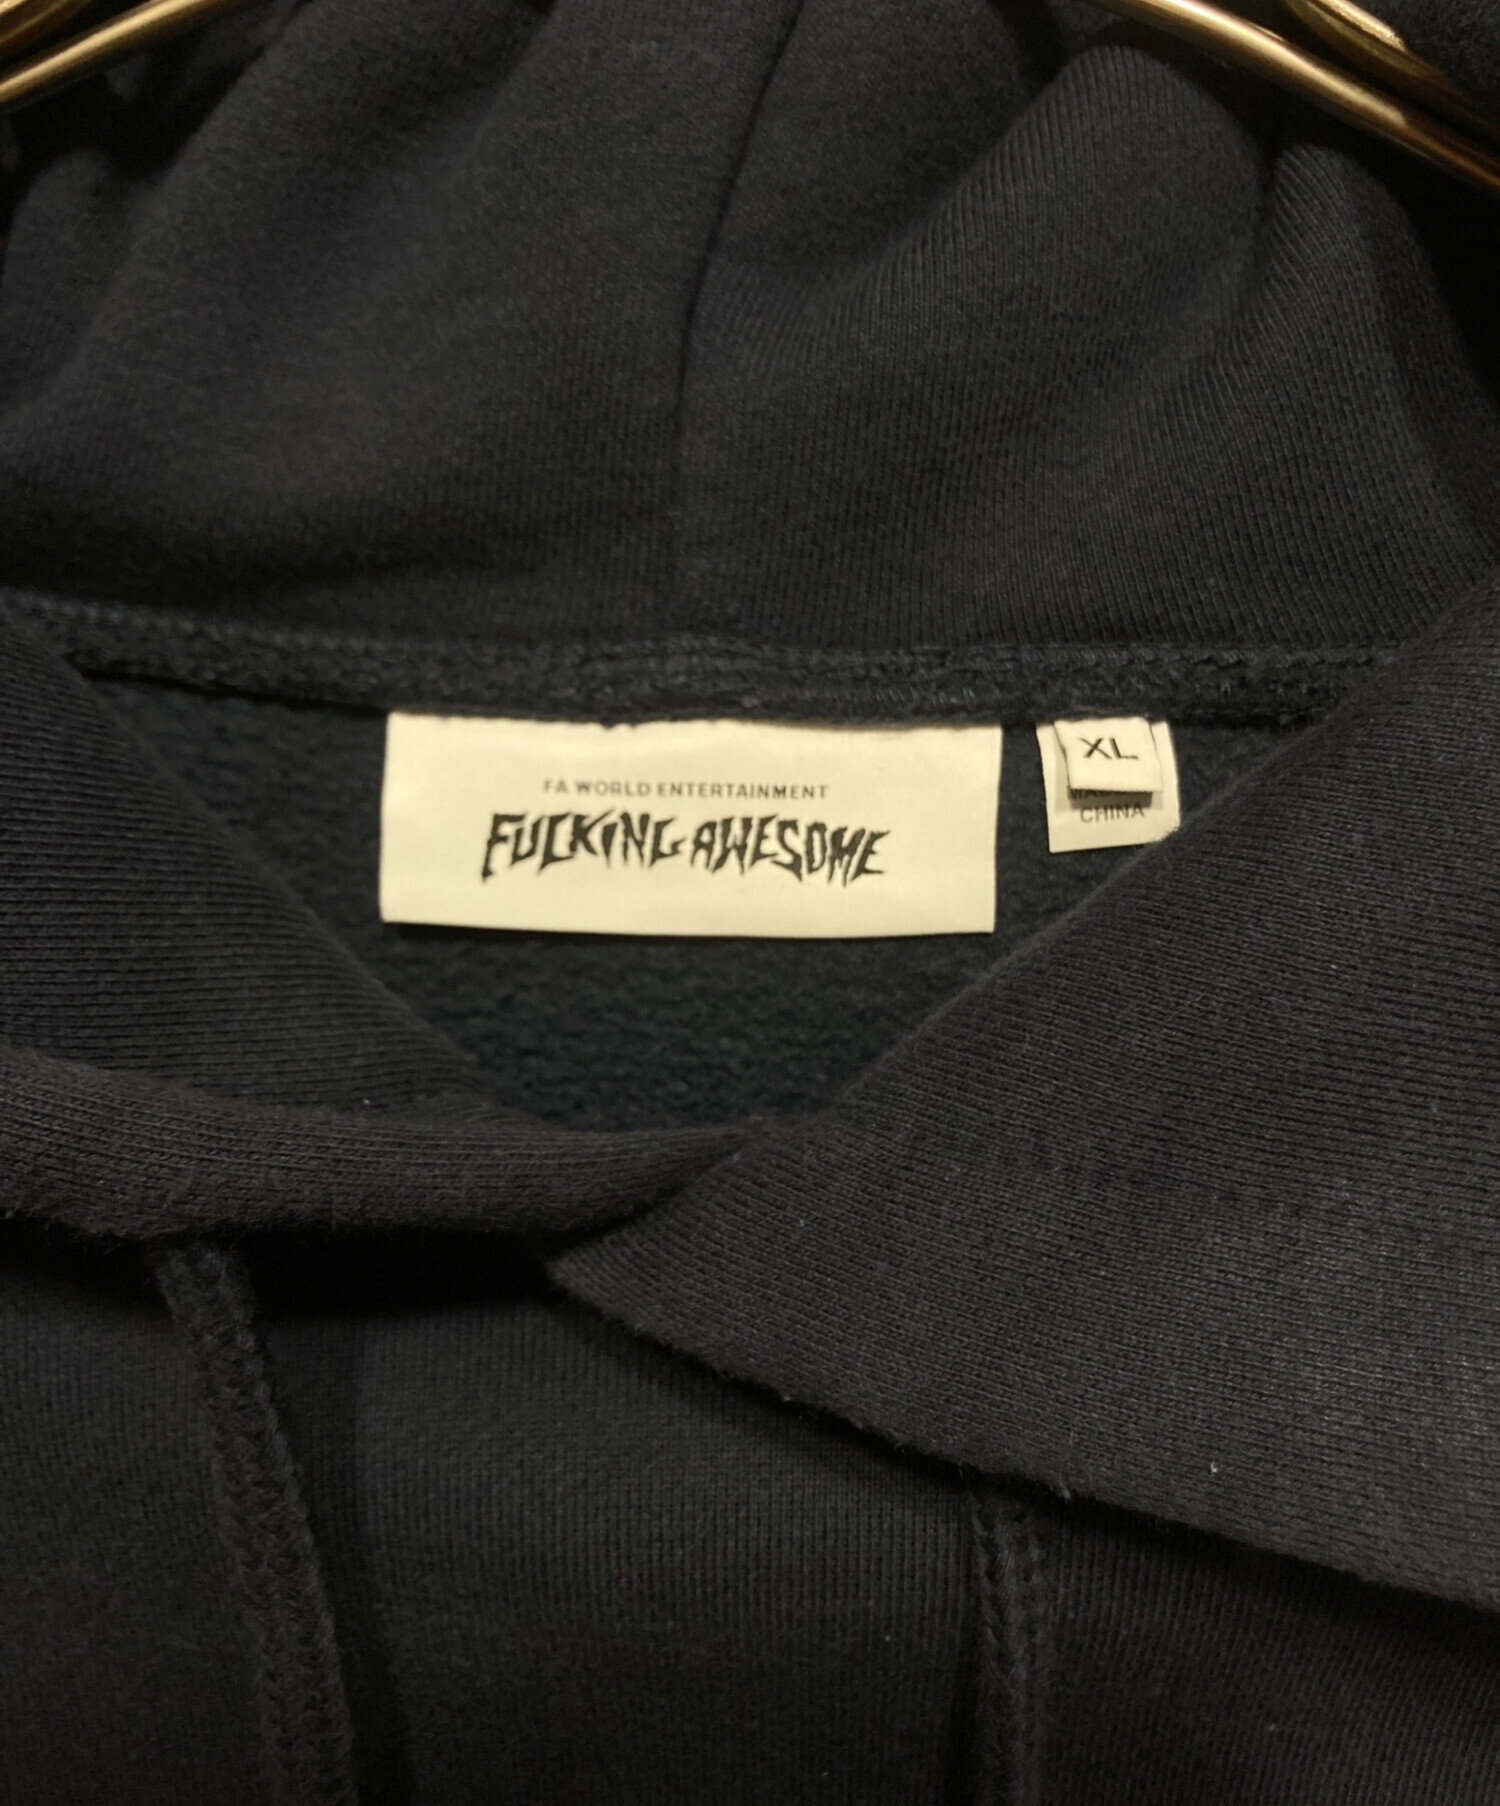 FA WORLD ENTERTAINMENT
FUCKING AWESOME
XL
CHINA